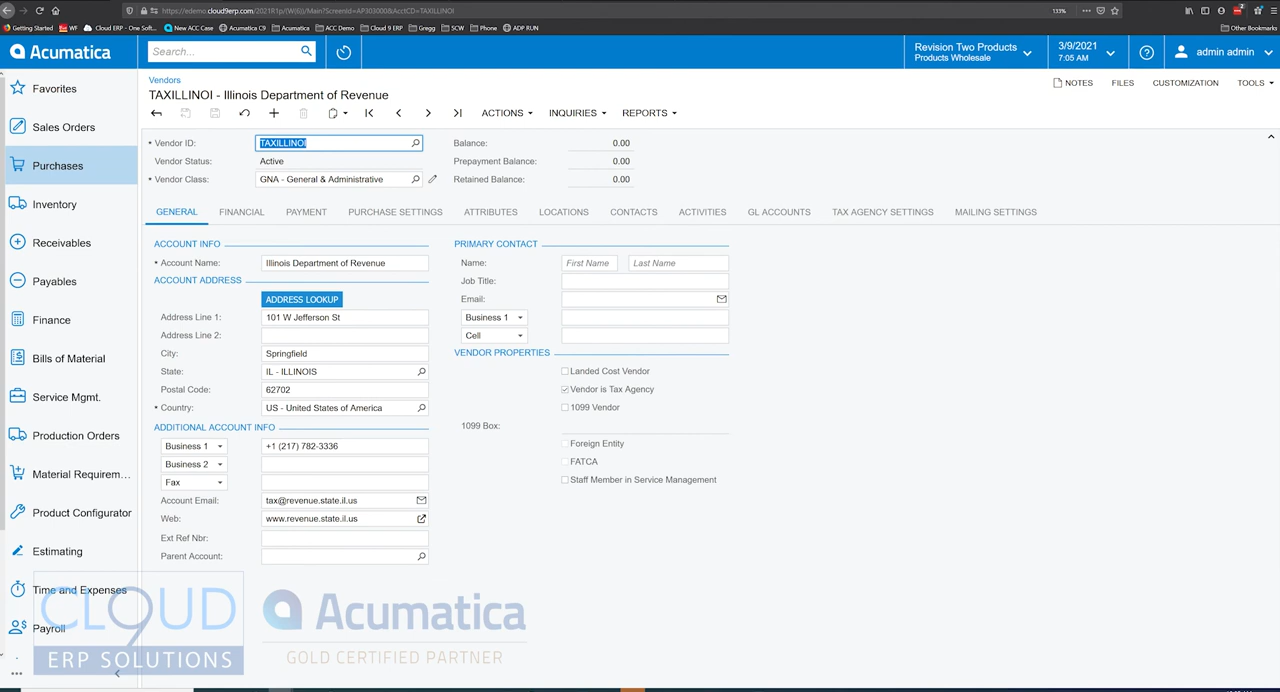 https://edemo.cloud9erp.com/2021R1p/(W(6))/Main?ScreenId=AP303000&AcctCD=TAXILLINOI
133%
Getting Started WF Cloud ERP - One Soft... New ACC Case Acumatica C9 Acumatica ACC Demo Cloud 9 ERP Gregg SCW Phone ADP RUN Other Bookmarks
Acumatica
Search...
Revision Two Products
Products Wholesale
3/9/2021
7:05 AM
admin admin
Favorites
Sales Orders
Purchases
Inventory
Receivables
Payables
Finance
Bills of Material
Service Mgmt.
Production Orders
Material Requirem...
Product Configurator
Estimating
Time and Expenses
Payroll
Vendors
TAXILLINOI - Illinois Department of Revenue
NOTES FILES CUSTOMIZATION TOOLS
ACTIONS INQUIRIES REPORTS
Vendor ID: TAXILLINOI
Vendor Status: Active
Vendor Class: GNA - General & Administrative
Balance: 0.00
Prepayment Balance: 0.00
Retained Balance: 0.00
GENERAL FINANCIAL PAYMENT PURCHASE SETTINGS ATTRIBUTES LOCATIONS CONTACTS ACTIVITIES GL ACCOUNTS TAX AGENCY SETTINGS MAILING SETTINGS
ACCOUNT INFO
Account Name: Illinois Department of Revenue
ACCOUNT ADDRESS
ADDRESS LOOKUP
Address Line 1: 101 W Jefferson St
Address Line 2:
City: Springfield
State: IL - ILLINOIS
Postal Code: 62702
Country: US - United States of America
ADDITIONAL ACCOUNT INFO
Business 1 +1 (217) 782-3336
Business 2
Fax
Account Email: tax@revenue.state.il.us
Web: www.revenue.state.il.us
Ext Ref Nbr:
Parent Account:
PRIMARY CONTACT
Name: First Name Last Name
Job Title:
Email:
Business 1
Cell
VENDOR PROPERTIES
Landed Cost Vendor
Vendor is Tax Agency
1099 Vendor
1099 Box:
Foreign Entity
FATCA
Staff Member in Service Management
CLOUD 9
ERP SOLUTIONS
Acumatica
GOLD CERTIFIED PARTNER